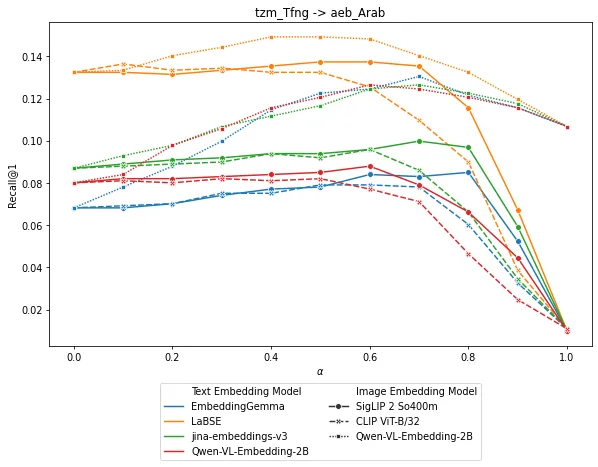 tzm_Tfng -> aeb_Arab
Recall@1
0.14
0.12
0.10
0.08
0.06
0.04
0.02
0.0 0.2 0.4 0.6 0.8 1.0
α
Text Embedding Model Image Embedding Model
EmbeddingGemma SigLIP 2 So400m
LaBSE CLIP ViT-B/32
jina-embeddings-v3 Qwen-VL-Embedding-2B
Qwen-VL-Embedding-2B